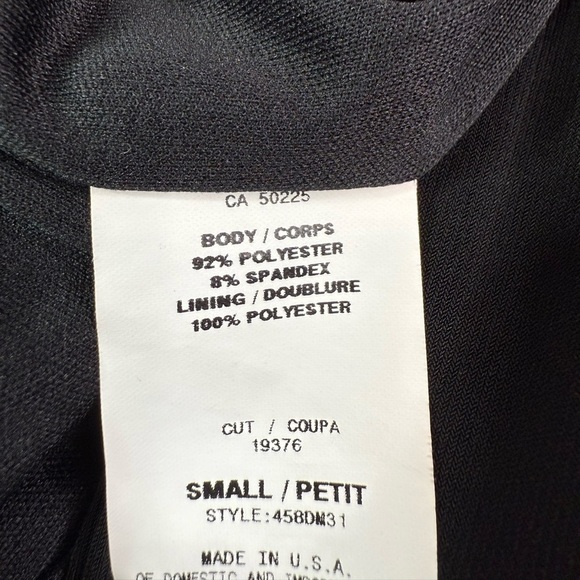 CA 50225
BODY / CORPS
92% POLYESTER
8% SPANDEX
LINING / DOUBLURE
100% POLYESTER
CUT / COUPA
19376
SMALL / PETIT
STYLE:458DM31
MADE IN U.S.A.
OF DOMESTIC AND